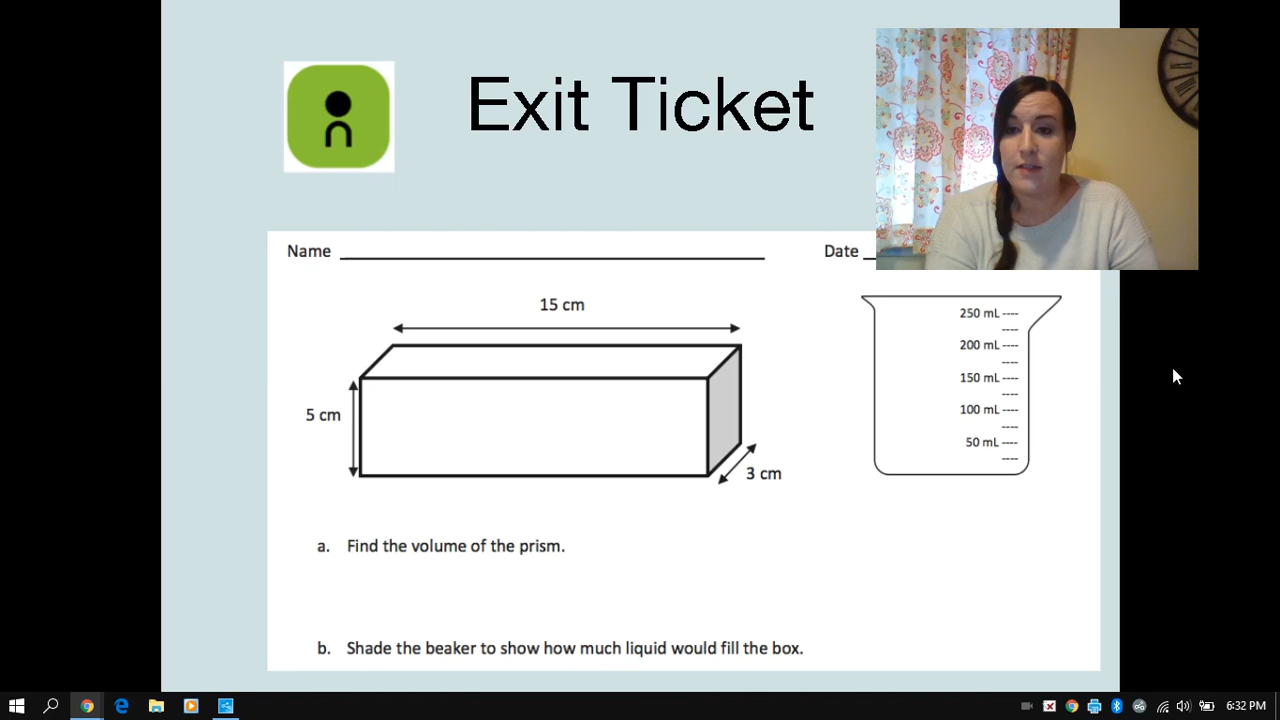 Exit Ticket
Name
Date
15 cm
5 cm
3 cm
250 mL
200 mL
150 mL
100 mL
50 mL
a. Find the volume of the prism.
b. Shade the beaker to show how much liquid would fill the box.
6:32 PM